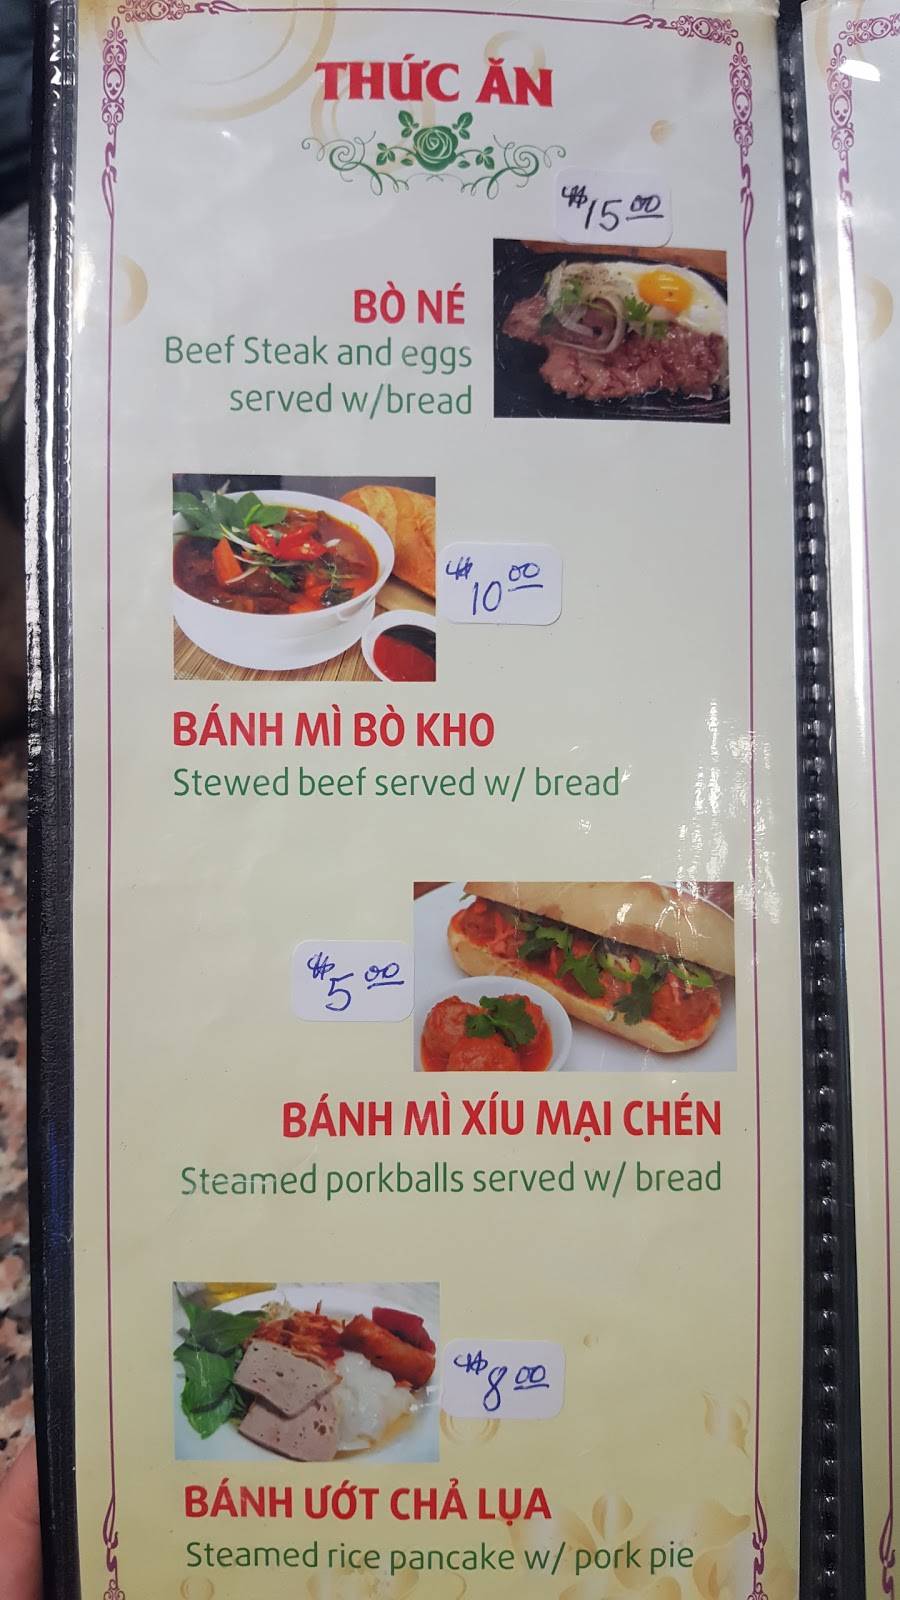 THỨC ĂN
$15.00
BÒ NÉ
Beef Steak and eggs
served w/bread
$10.00
BÁNH MÌ BÒ KHO
Stewed beef served w/ bread
$5.00
BÁNH MÌ XÍU MẠI CHÉN
Steamed porkballs served w/ bread
$8.00
BÁNH ƯỚT CHẢ LỤA
Steamed rice pancake w/ pork pie